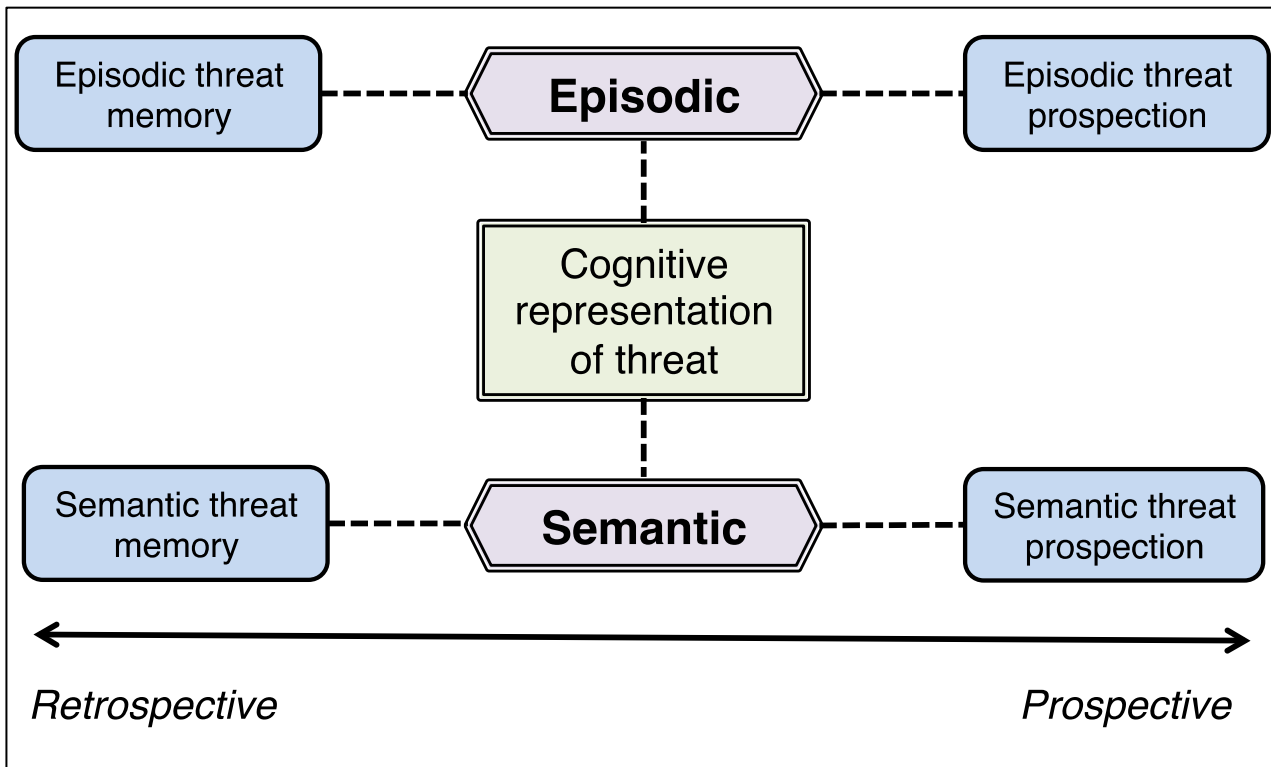 Episodic threat
memory
Episodic
Episodic threat
prospection
Cognitive
representation
of threat
Semantic threat
memory
Semantic
Semantic threat
prospection
Retrospective
Prospective